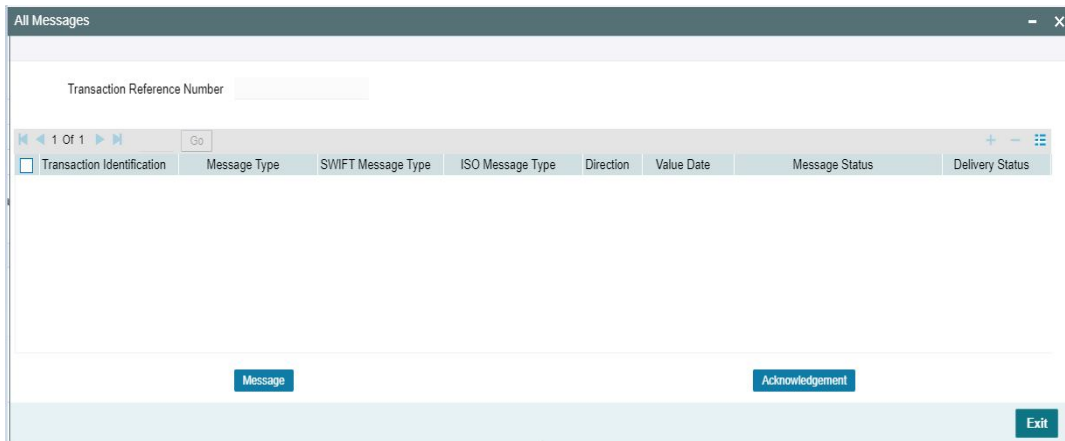 All Messages
Transaction Reference Number
1 Of 1 Go
Transaction Identification Message Type SWIFT Message Type ISO Message Type Direction Value Date Message Status Delivery Status
Message Acknowledgement
Exit